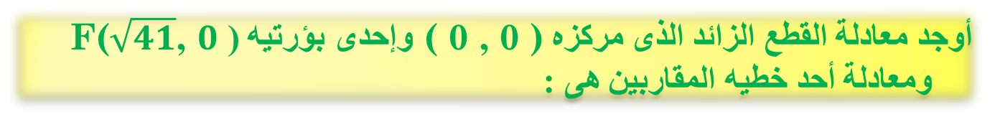 أوجد معادلة القطع الزائد الذى مركزه ( 0 , 0 ) وإحدى بؤرتيه F(√41, 0 )
ومعادلة أحد خطيه المقاربين هى :